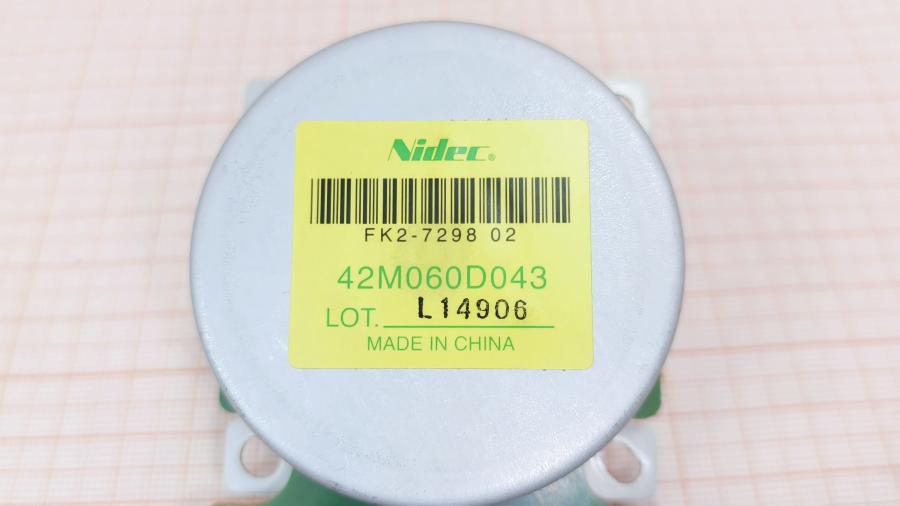 Nidec®
FK2-7298 02
42M060D043
LOT. L14906
MADE IN CHINA